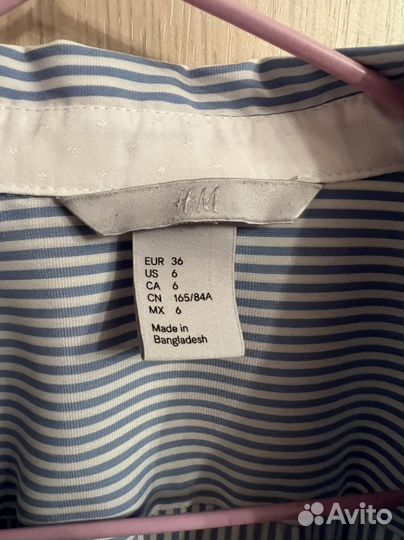 H&M
EUR 36
US 6
CA 6
CN 165/84A
MX 6
Made in
Bangladesh
Avito